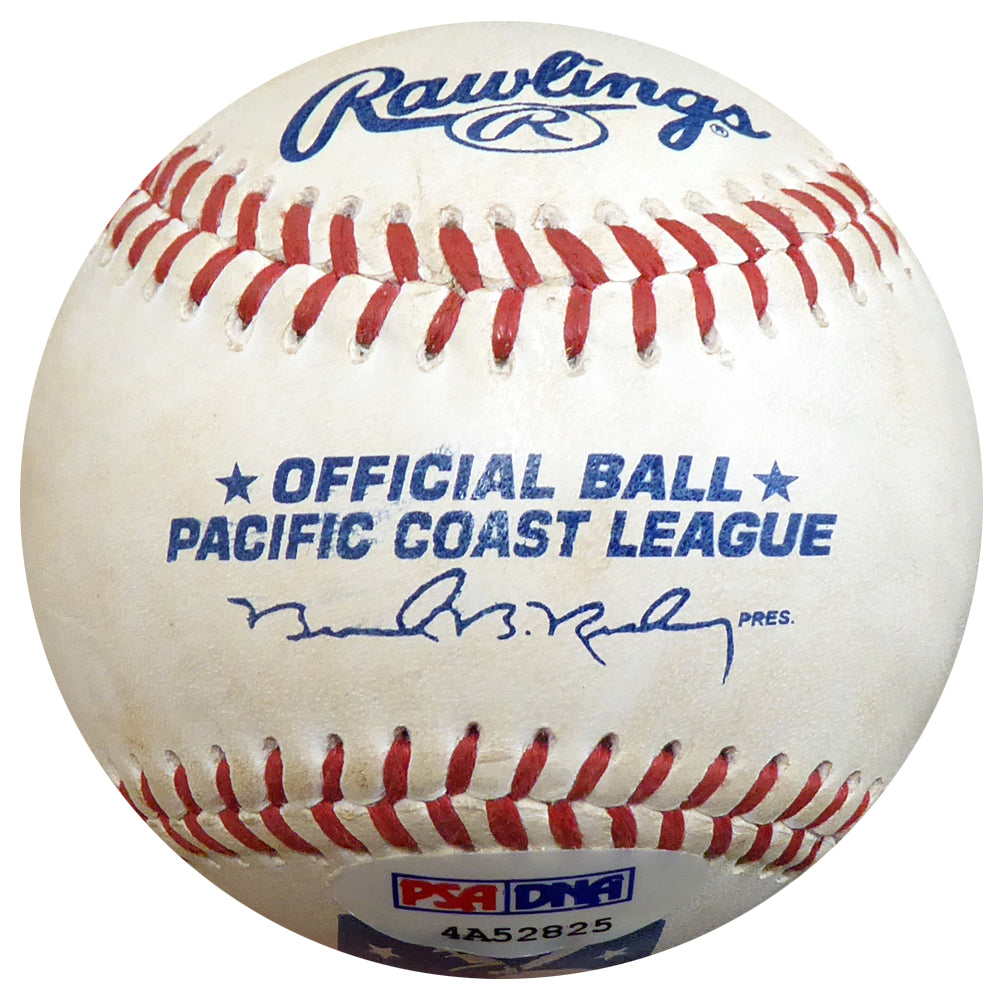 Rawlings
R ®
★ OFFICIAL BALL ★
PACIFIC COAST LEAGUE
PRES.
PSA DNA
4A52825